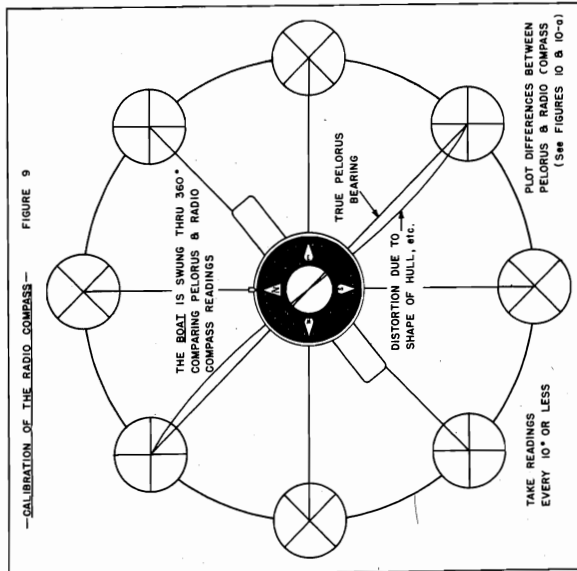 —CALIBRATION OF THE RADIO COMPASS—
FIGURE 9
THE BOAT IS SWUNG THRU 360°
COMPARING PELORUS & RADIO
COMPASS READINGS
TRUE PELORUS
BEARING
DISTORTION DUE TO
SHAPE OF HULL, etc.
TAKE READINGS
EVERY 10° OR LESS
PLOT DIFFERENCES BETWEEN
PELORUS & RADIO COMPASS
(See FIGURES 10 & 10-a)